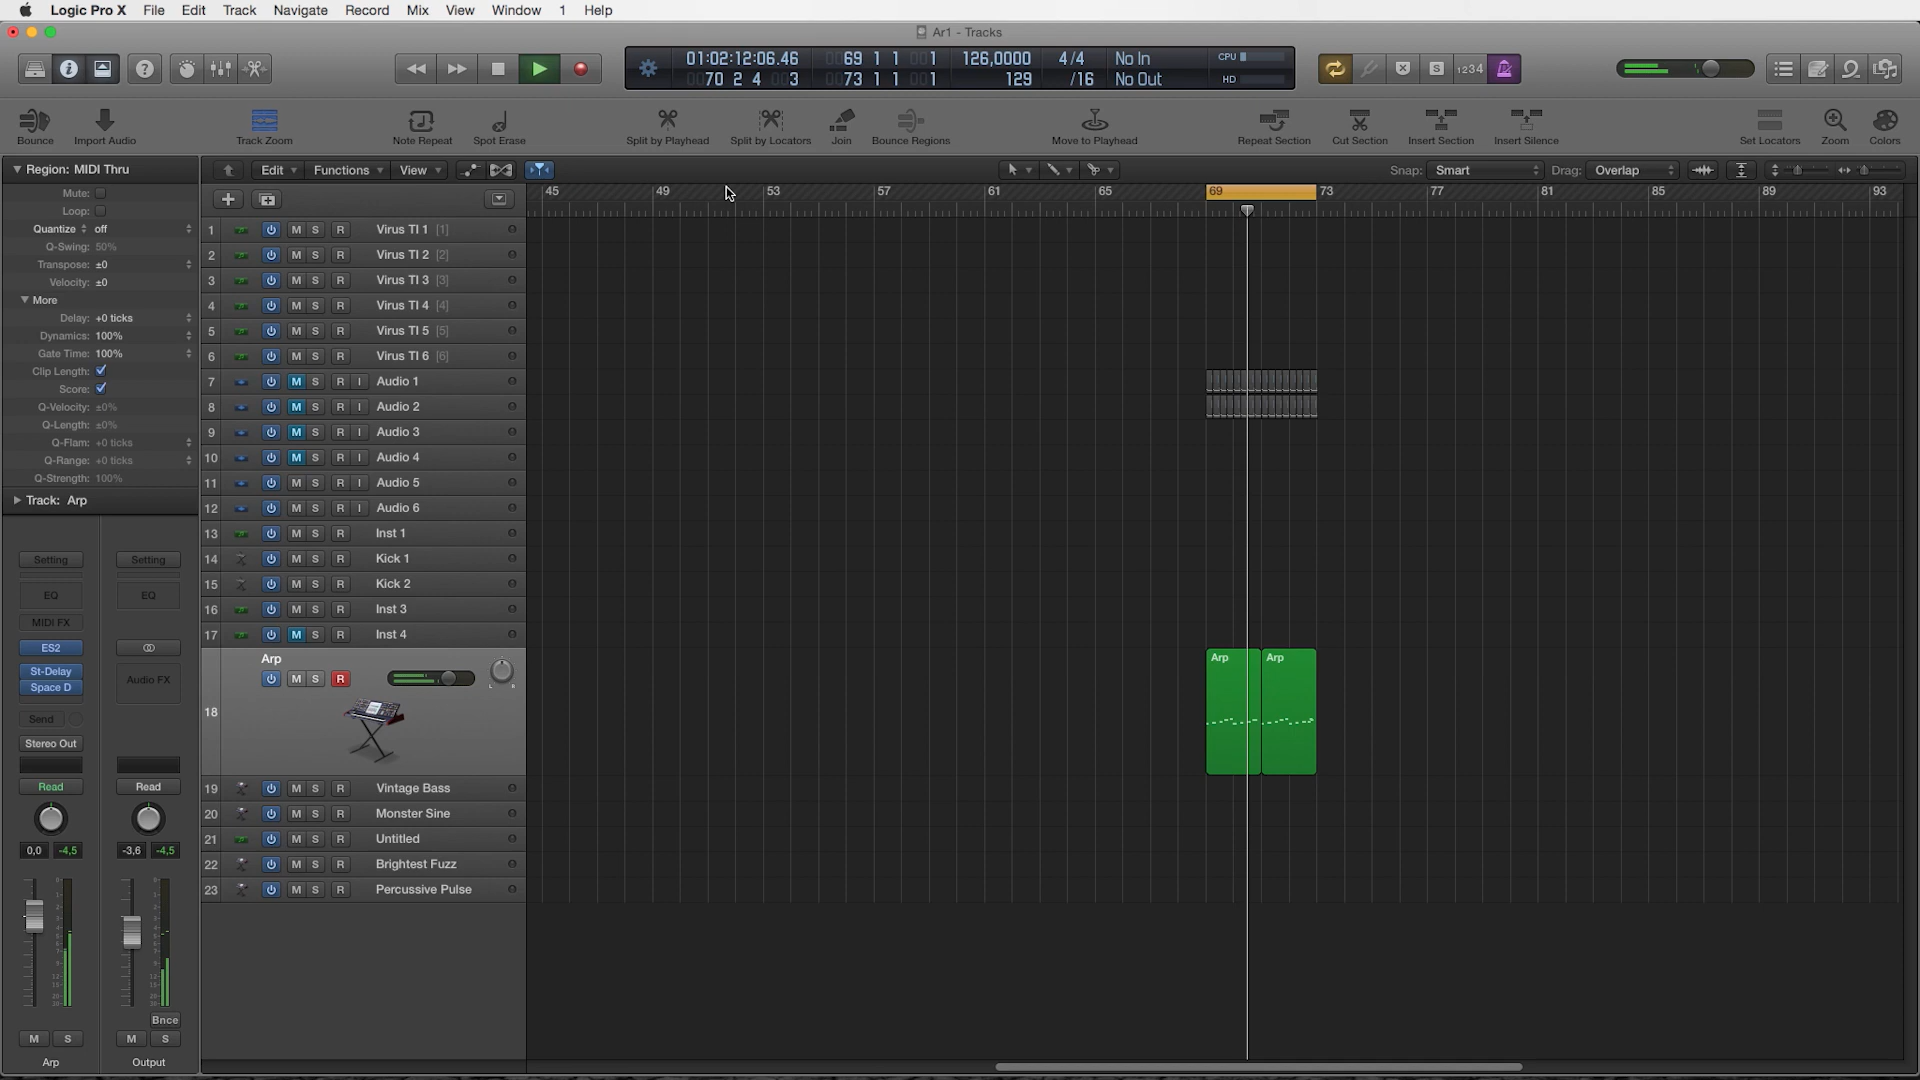 Logic Pro X File Edit Track Navigate Record Mix View Window 1 Help
Ar1 - Tracks
01:02:12:06.46 0069 1 1 001 126,0000 4/4 No In CPU
0070 2 4 003 0073 1 1 001 129 /16 No Out HD
1234
Bounce Import Audio Track Zoom Note Repeat Spot Erase Split by Playhead Split by Locators Join Bounce Regions Move to Playhead Repeat Section Cut Section Insert Section Insert Silence Set Locators Zoom Colors
Region: MIDI Thru Edit Functions View Snap: Smart Drag: Overlap
45 49 53 57 61 65 69 73 77 81 85 89 93
Mute:
Loop:
Quantize off
Q-Swing: 50%
Transpose: ±0
Velocity: ±0
More
Delay: +0 ticks
Dynamics: 100%
Gate Time: 100%
Clip Length:
Score:
Q-Velocity: ±0%
Q-Length: ±0%
Q-Flam: +0 ticks
Q-Range: +0 ticks
Q-Strength: 100%
Track: Arp
Setting Setting
EQ EQ
MIDI FX
ES2
St-Delay
Space D Audio FX
Send
Stereo Out
Read Read
0,0 -4,5 -3,6 -4,5
Bnce
M S M S
Arp Output
1 M S R Virus TI 1 [1]
2 M S R Virus TI 2 [2]
3 M S R Virus TI 3 [3]
4 M S R Virus TI 4 [4]
5 M S R Virus TI 5 [5]
6 M S R Virus TI 6 [6]
7 M S R I Audio 1
8 M S R I Audio 2
9 M S R I Audio 3
10 M S R I Audio 4
11 M S R I Audio 5
12 M S R I Audio 6
13 M S R Inst 1
14 M S R Kick 1
15 M S R Kick 2
16 M S R Inst 3
17 M S R Inst 4
Arp Arp Arp
M S R L R
18
19 M S R Vintage Bass
20 M S R Monster Sine
21 M S R Untitled
22 M S R Brightest Fuzz
23 M S R Percussive Pulse